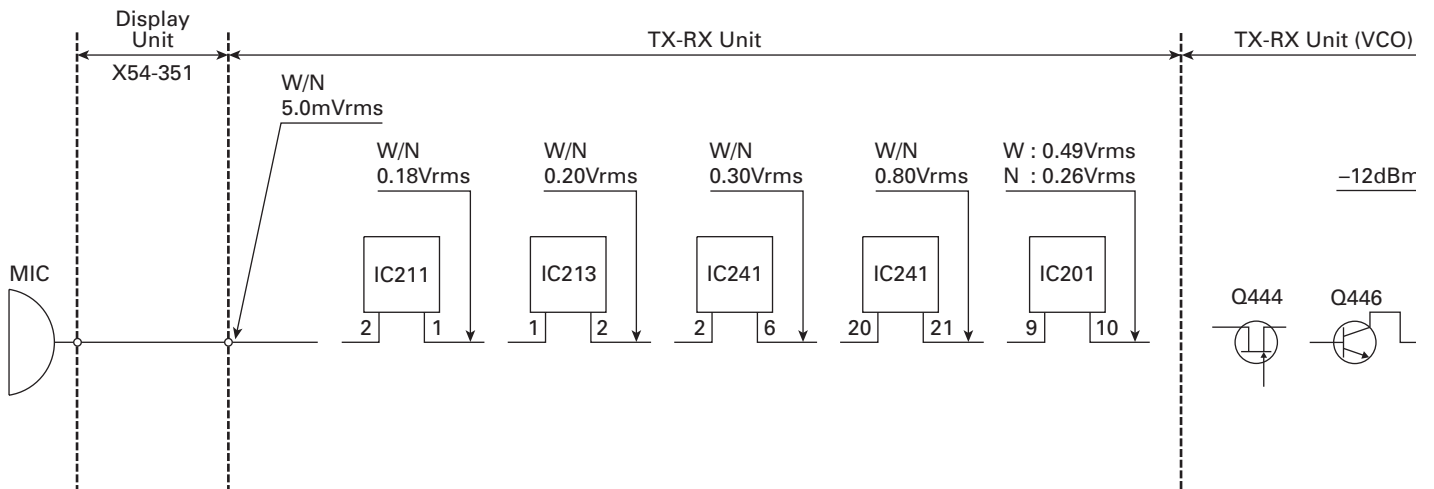 Display
Unit
X54-351
TX-RX Unit
TX-RX Unit (VCO)
W/N
5.0mVrms
W/N
0.18Vrms
W/N
0.20Vrms
W/N
0.30Vrms
W/N
0.80Vrms
W : 0.49Vrms
N : 0.26Vrms
–12dBm
MIC
IC211
IC213
IC241
IC241
IC201
Q444
Q446
2 1
1 2
2 6
20 21
9 10